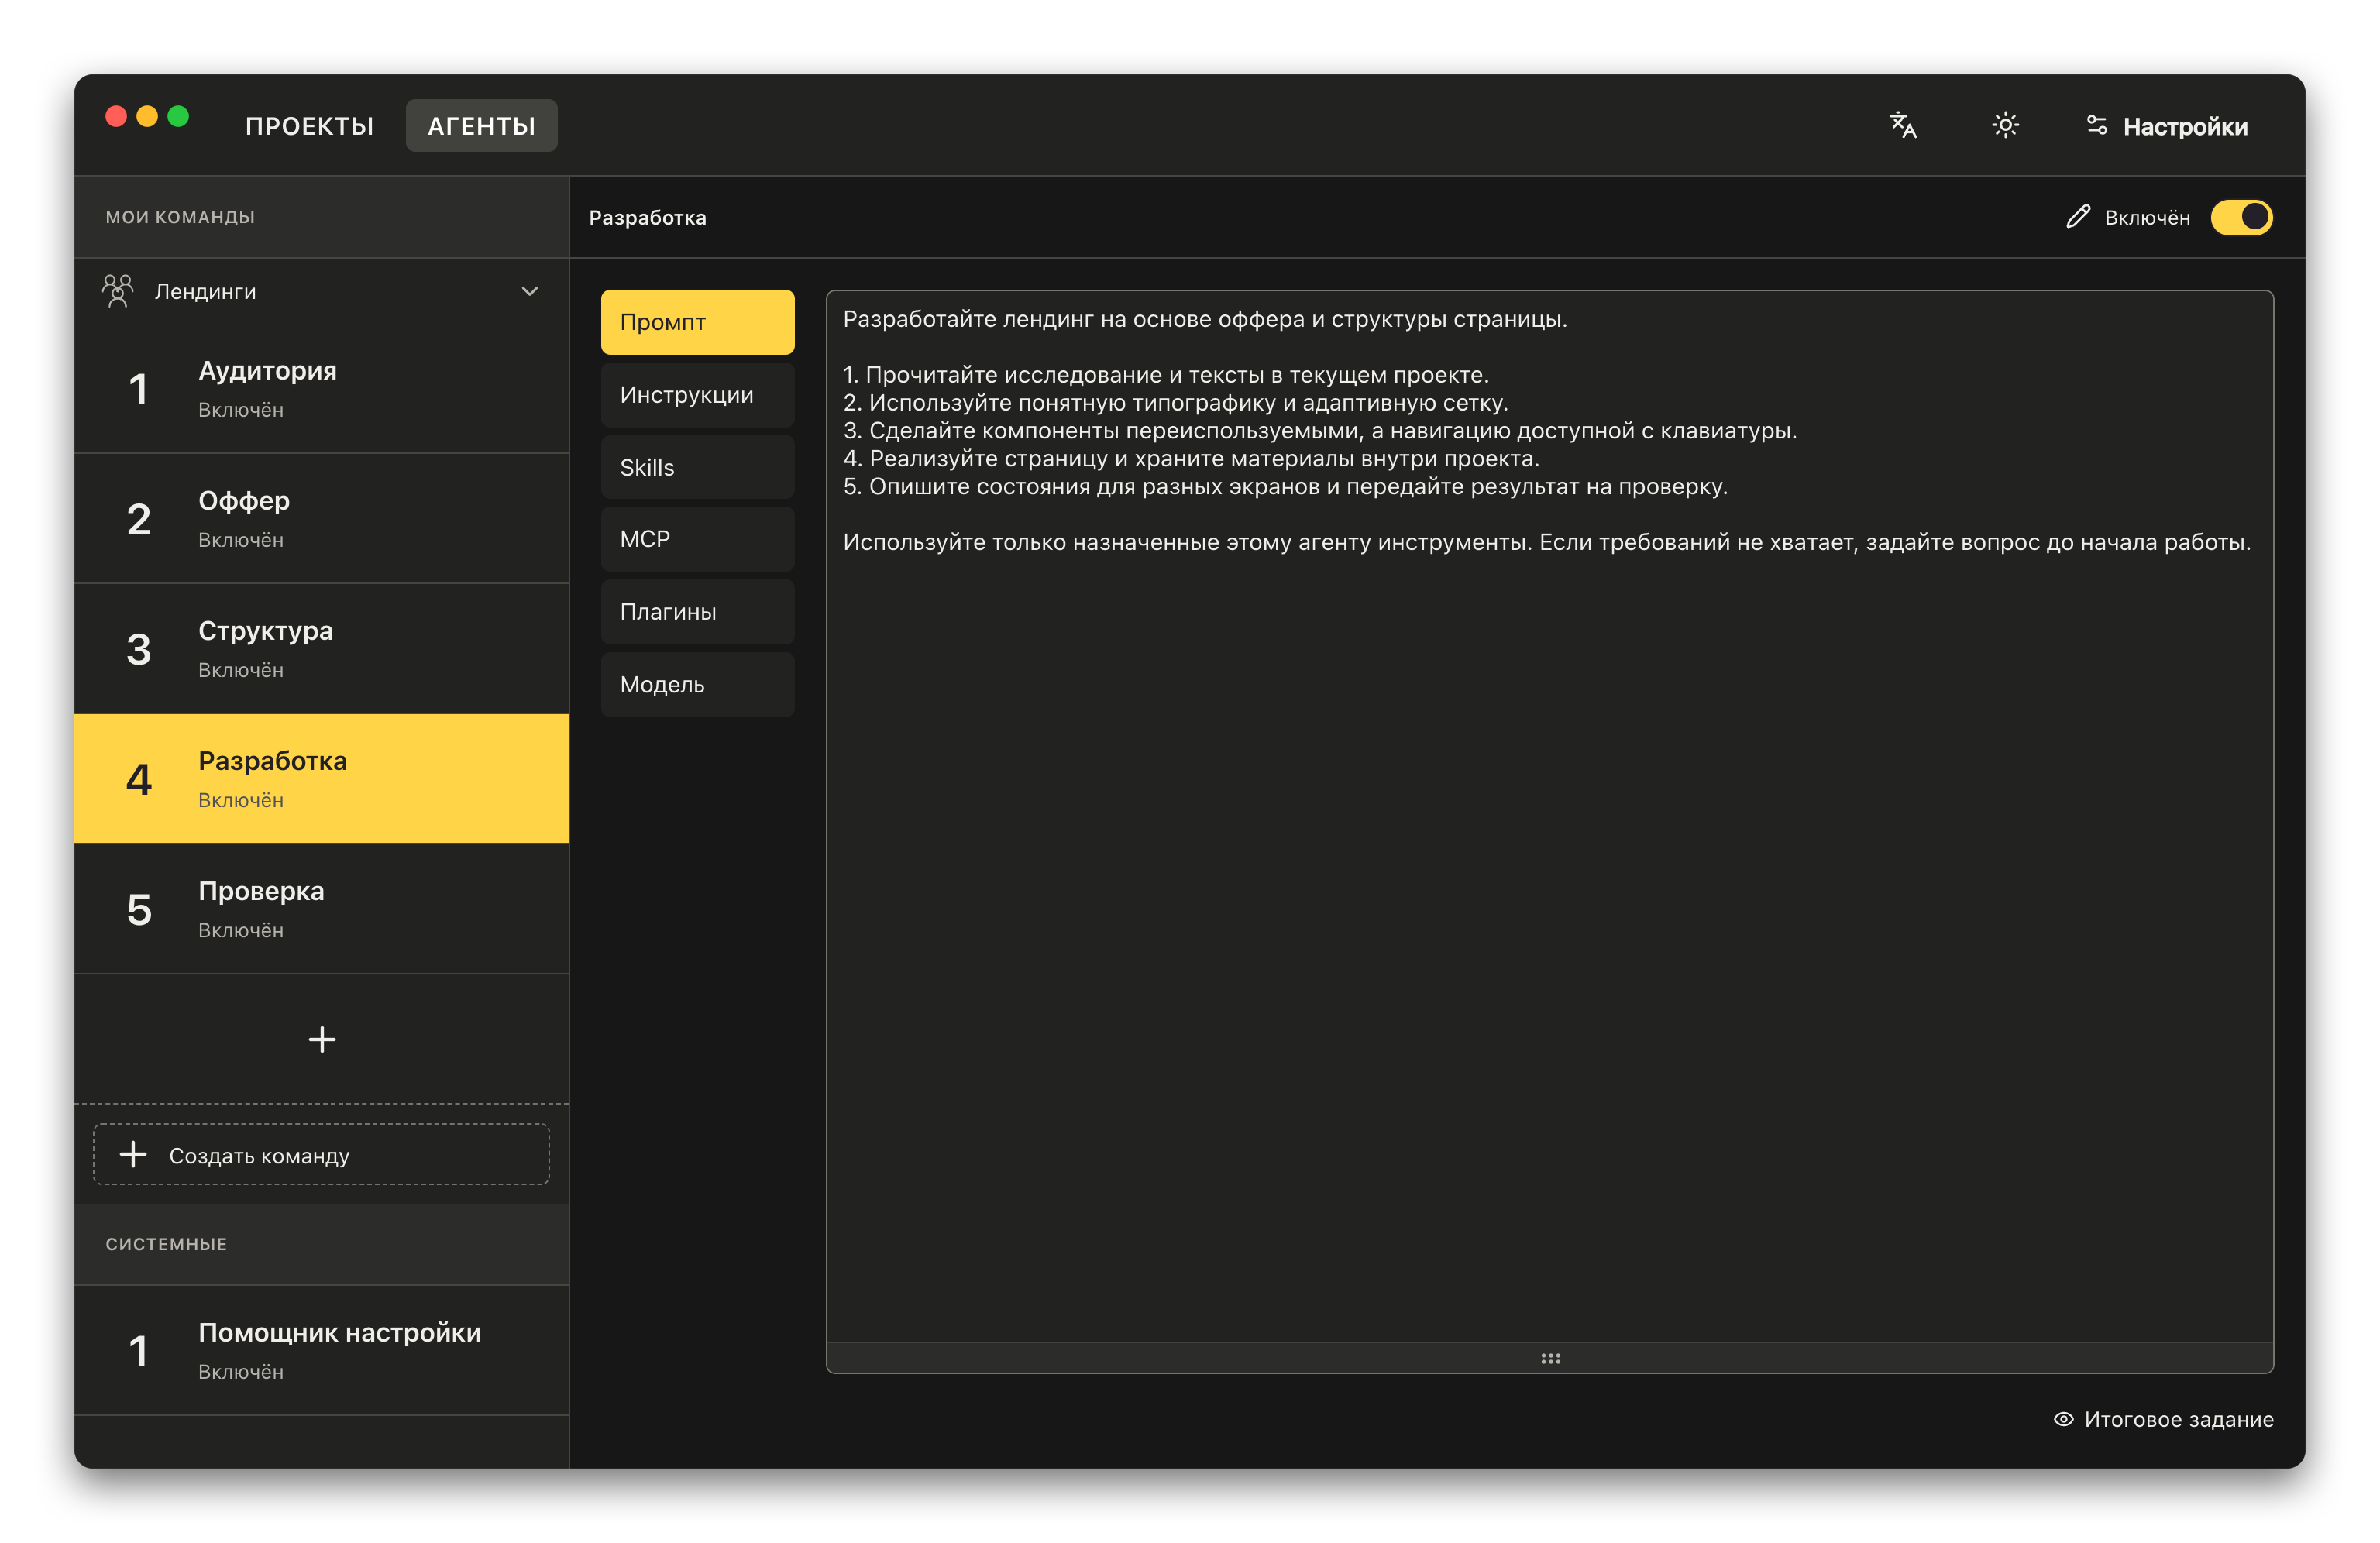 ПРОЕКТЫ
АГЕНТЫ
Настройки
МОИ КОМАНДЫ
Лендинги
1
Аудитория
Включён
2
Оффер
Включён
3
Структура
Включён
4
Разработка
Включён
5
Проверка
Включён
Создать команду
СИСТЕМНЫЕ
1
Помощник настройки
Включён
Разработка
Включён
Промпт
Инструкции
Skills
MCP
Плагины
Модель
Разработайте лендинг на основе оффера и структуры страницы.
1. Прочитайте исследование и тексты в текущем проекте.
2. Используйте понятную типографику и адаптивную сетку.
3. Сделайте компоненты переиспользуемыми, а навигацию доступной с клавиатуры.
4. Реализуйте страницу и храните материалы внутри проекта.
5. Опишите состояния для разных экранов и передайте результат на проверку.
Используйте только назначенные этому агенту инструменты. Если требований не хватает, задайте вопрос до начала работы.
Итоговое задание